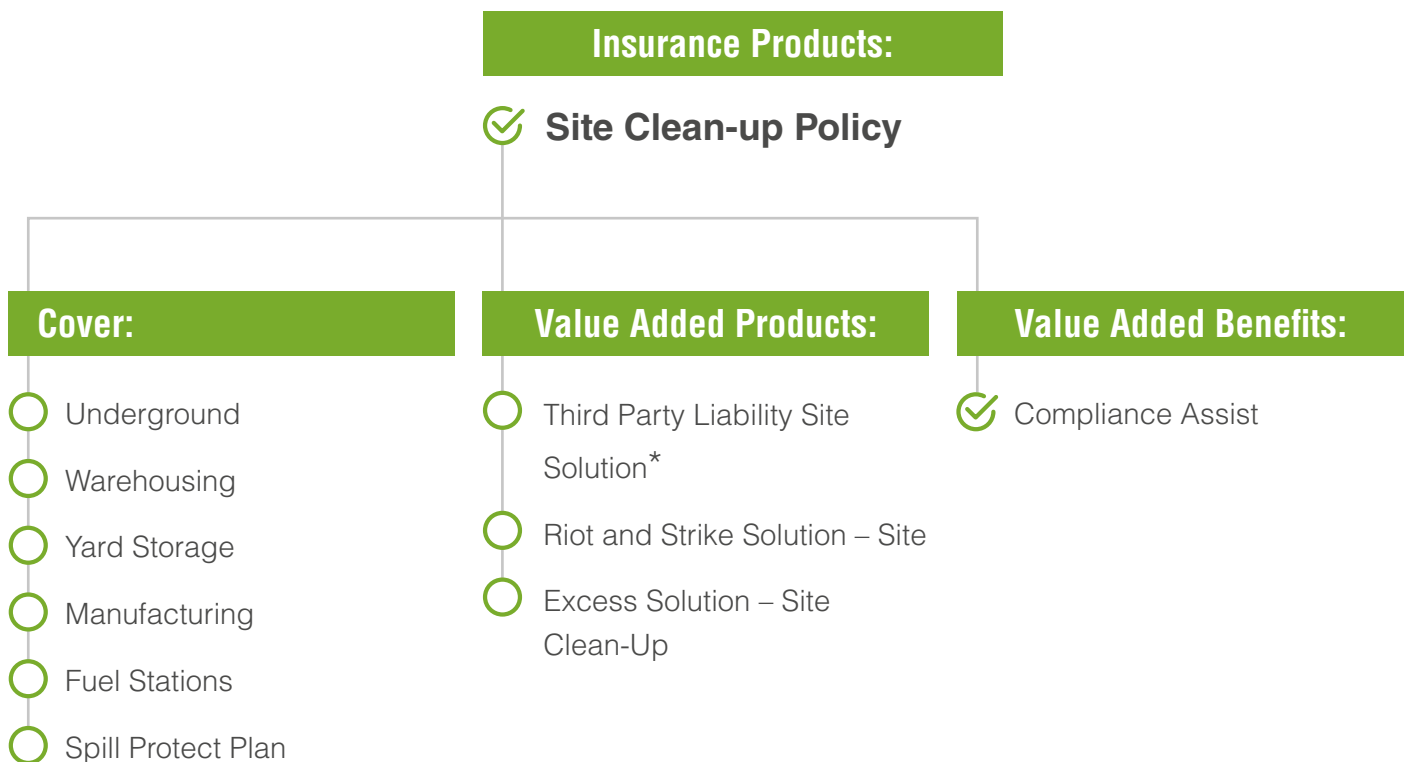 Insurance Products:
Site Clean-up Policy
Cover:
Underground
Warehousing
Yard Storage
Manufacturing
Fuel Stations
Spill Protect Plan
Value Added Products:
Third Party Liability Site
Solution*
Riot and Strike Solution – Site
Excess Solution – Site
Clean-Up
Value Added Benefits:
Compliance Assist